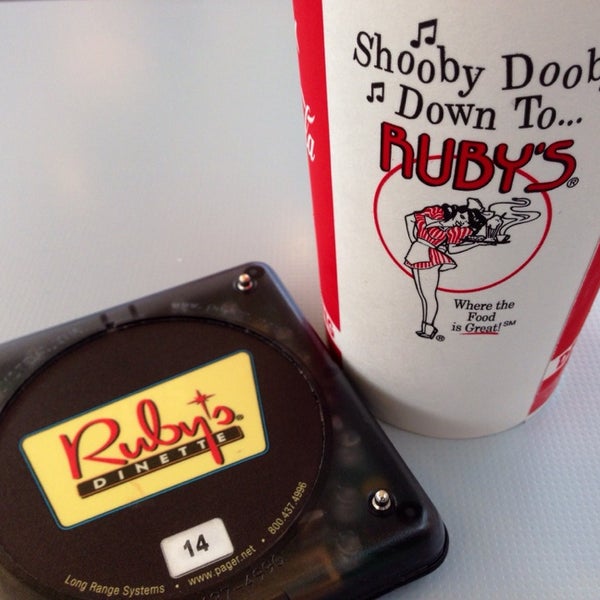 Shooby Doob
Down To...
RUBY'S®
Where the
Food
is Great! SM
Ruby's
DINETTE
14
Long Range Systems • www.pager.net • 800.437.4996